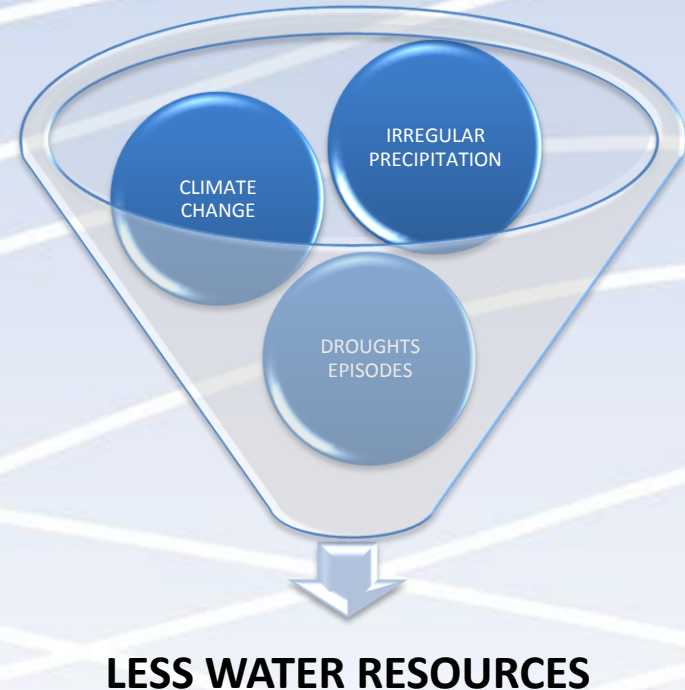 IRREGULAR
PRECIPITATION
CLIMATE
CHANGE
DROUGHTS
EPISODES
LESS WATER RESOURCES